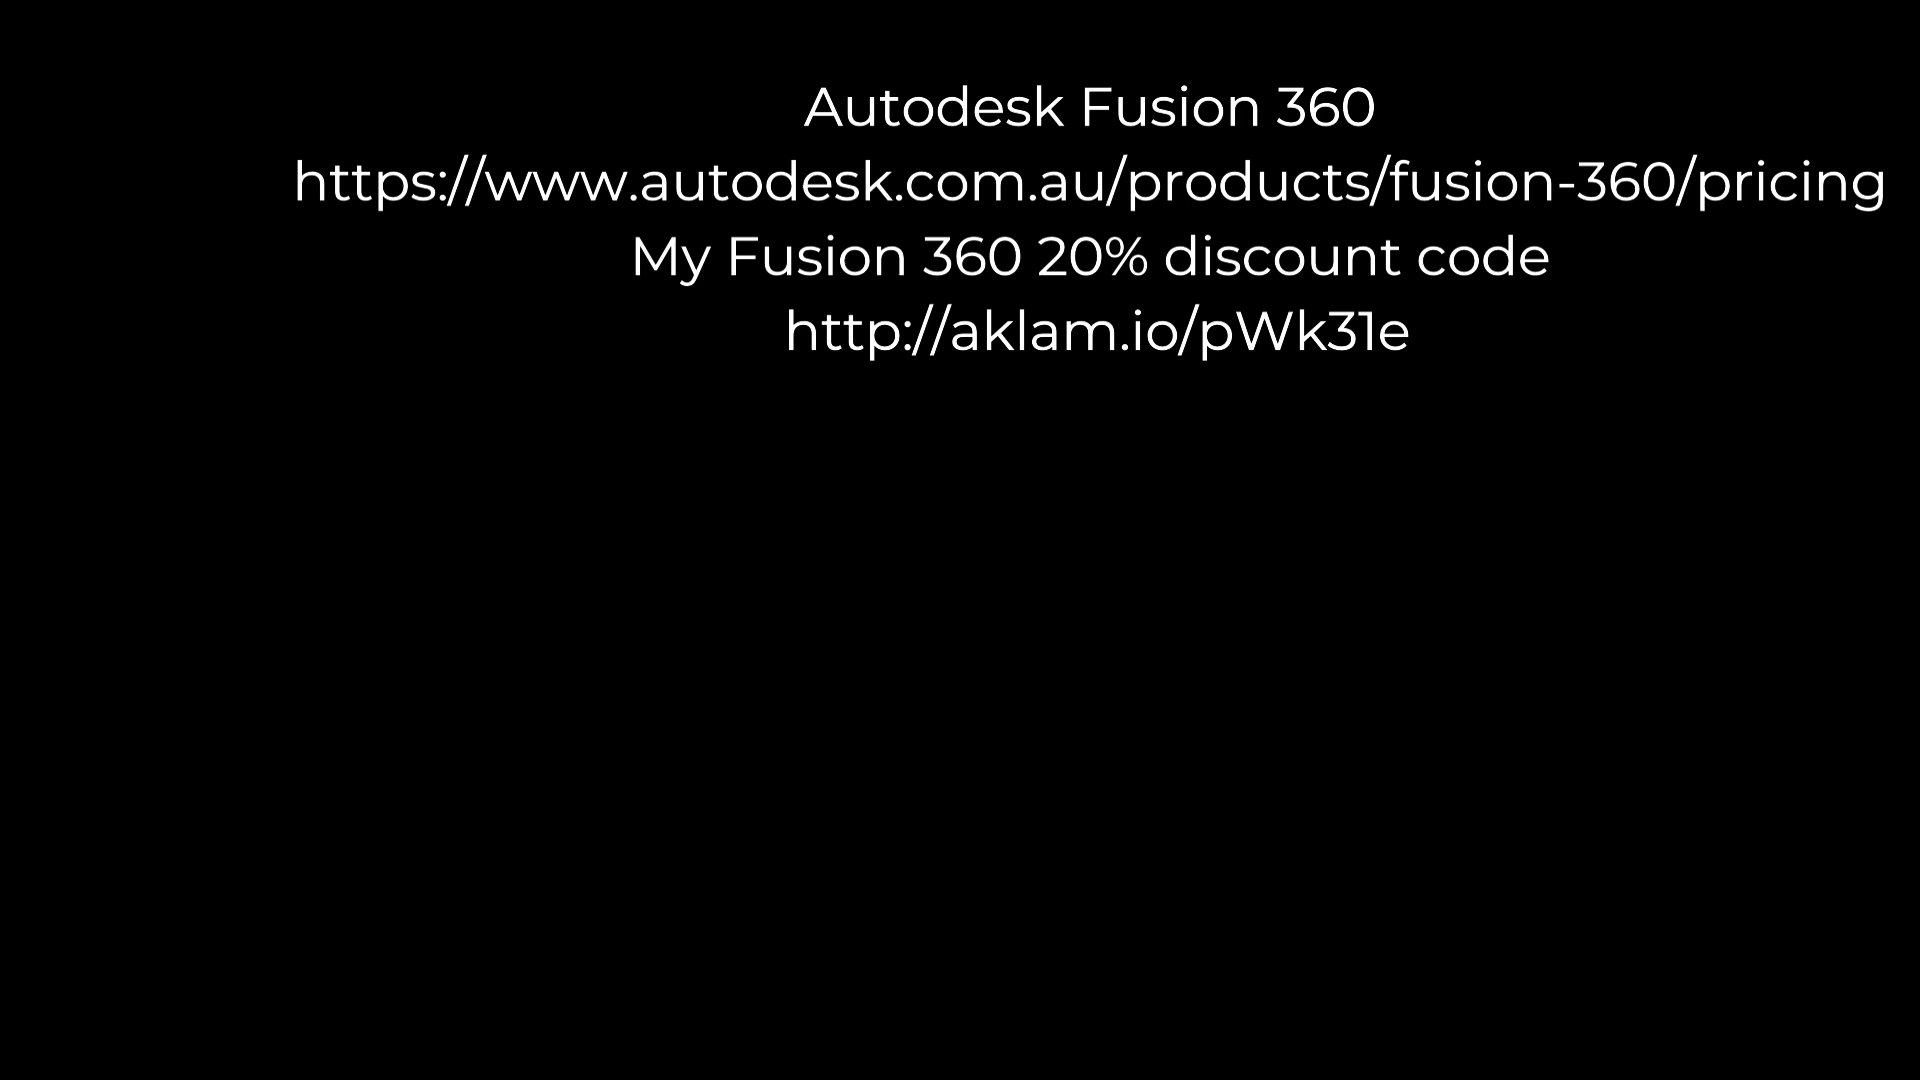 Autodesk Fusion 360
https://www.autodesk.com.au/products/fusion-360/pricing
My Fusion 360 20% discount code
http://aklam.io/pWk31e